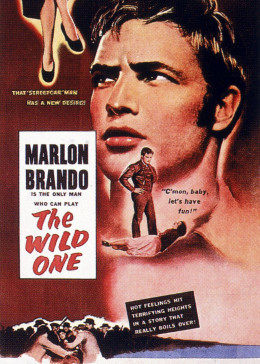 THAT 'STREETCAR' MAN
HAS A NEW DESIRE!
MARLON
BRANDO
IS THE ONLY MAN
WHO CAN PLAY
The
WILD
ONE
"C'mon, baby,
let's have
fun!"
HOT FEELINGS HIT
TERRIFYING HEIGHTS
IN A STORY THAT
REALLY BOILS OVER!